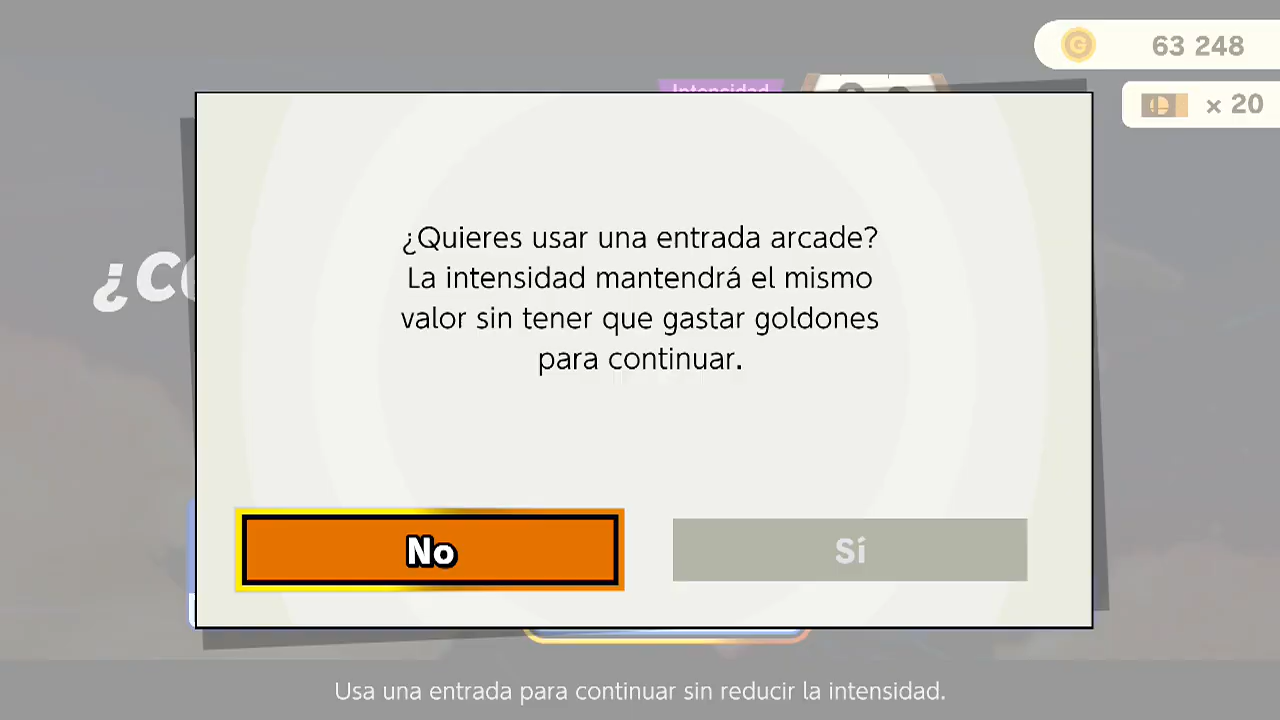 63 248
Intensidad
× 20
¿Quieres usar una entrada arcade?
La intensidad mantendrá el mismo
valor sin tener que gastar goldones
para continuar.
No
Sí
Usa una entrada para continuar sin reducir la intensidad.